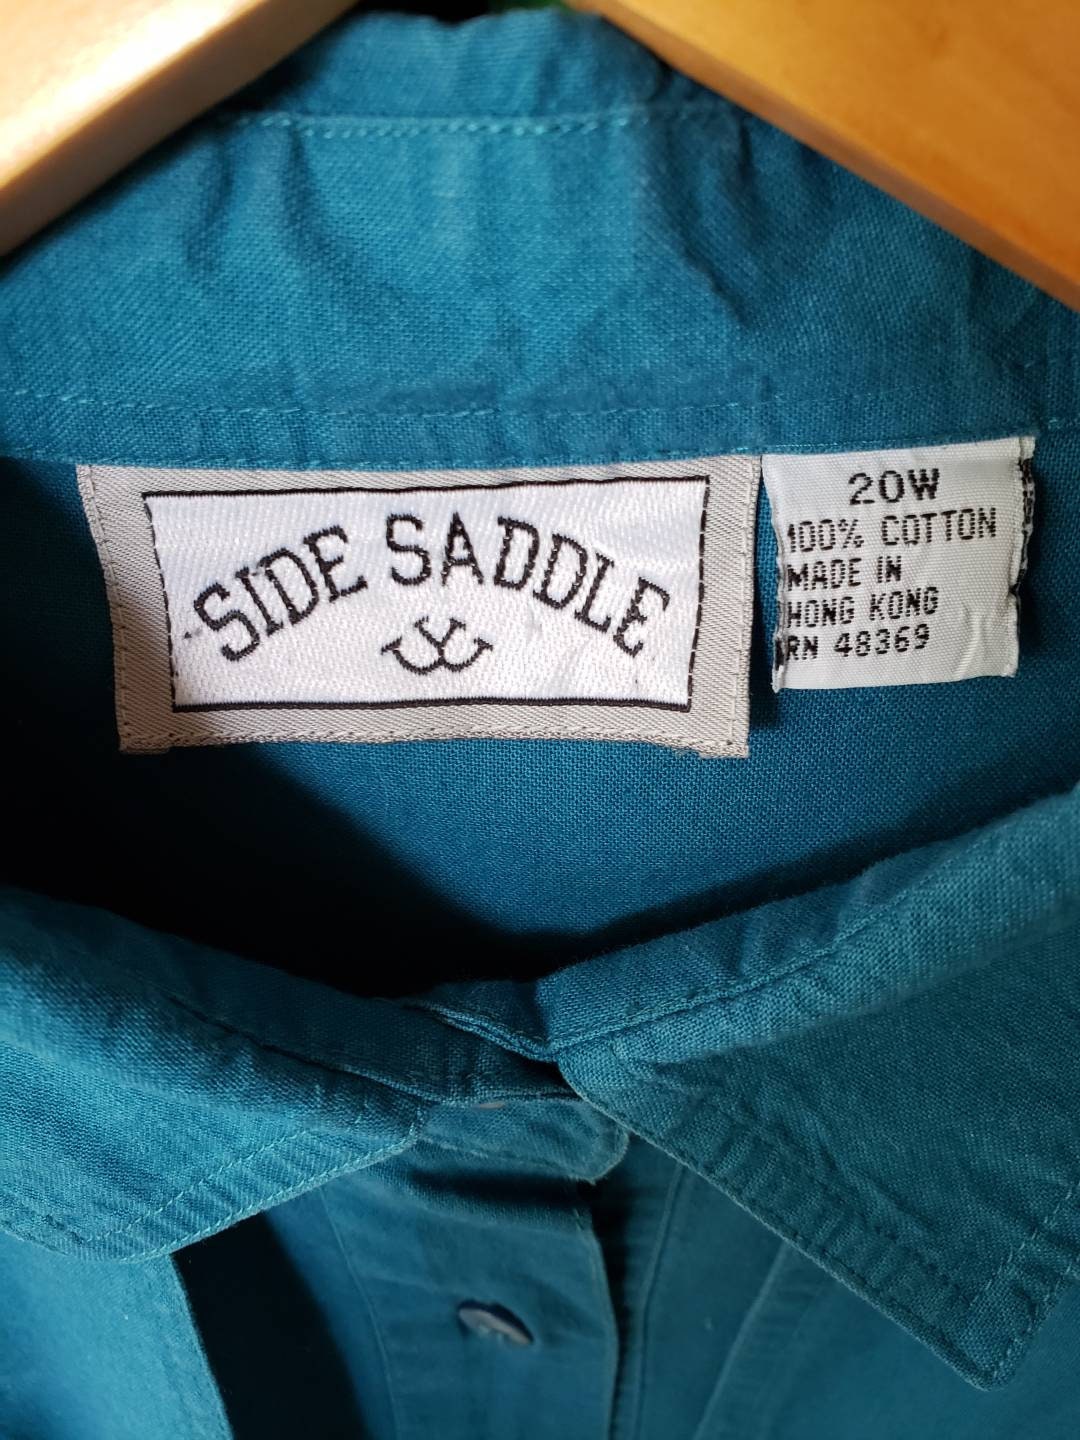 SIDE SADDLE
20W
100% COTTON
MADE IN
HONG KONG
RN 48369